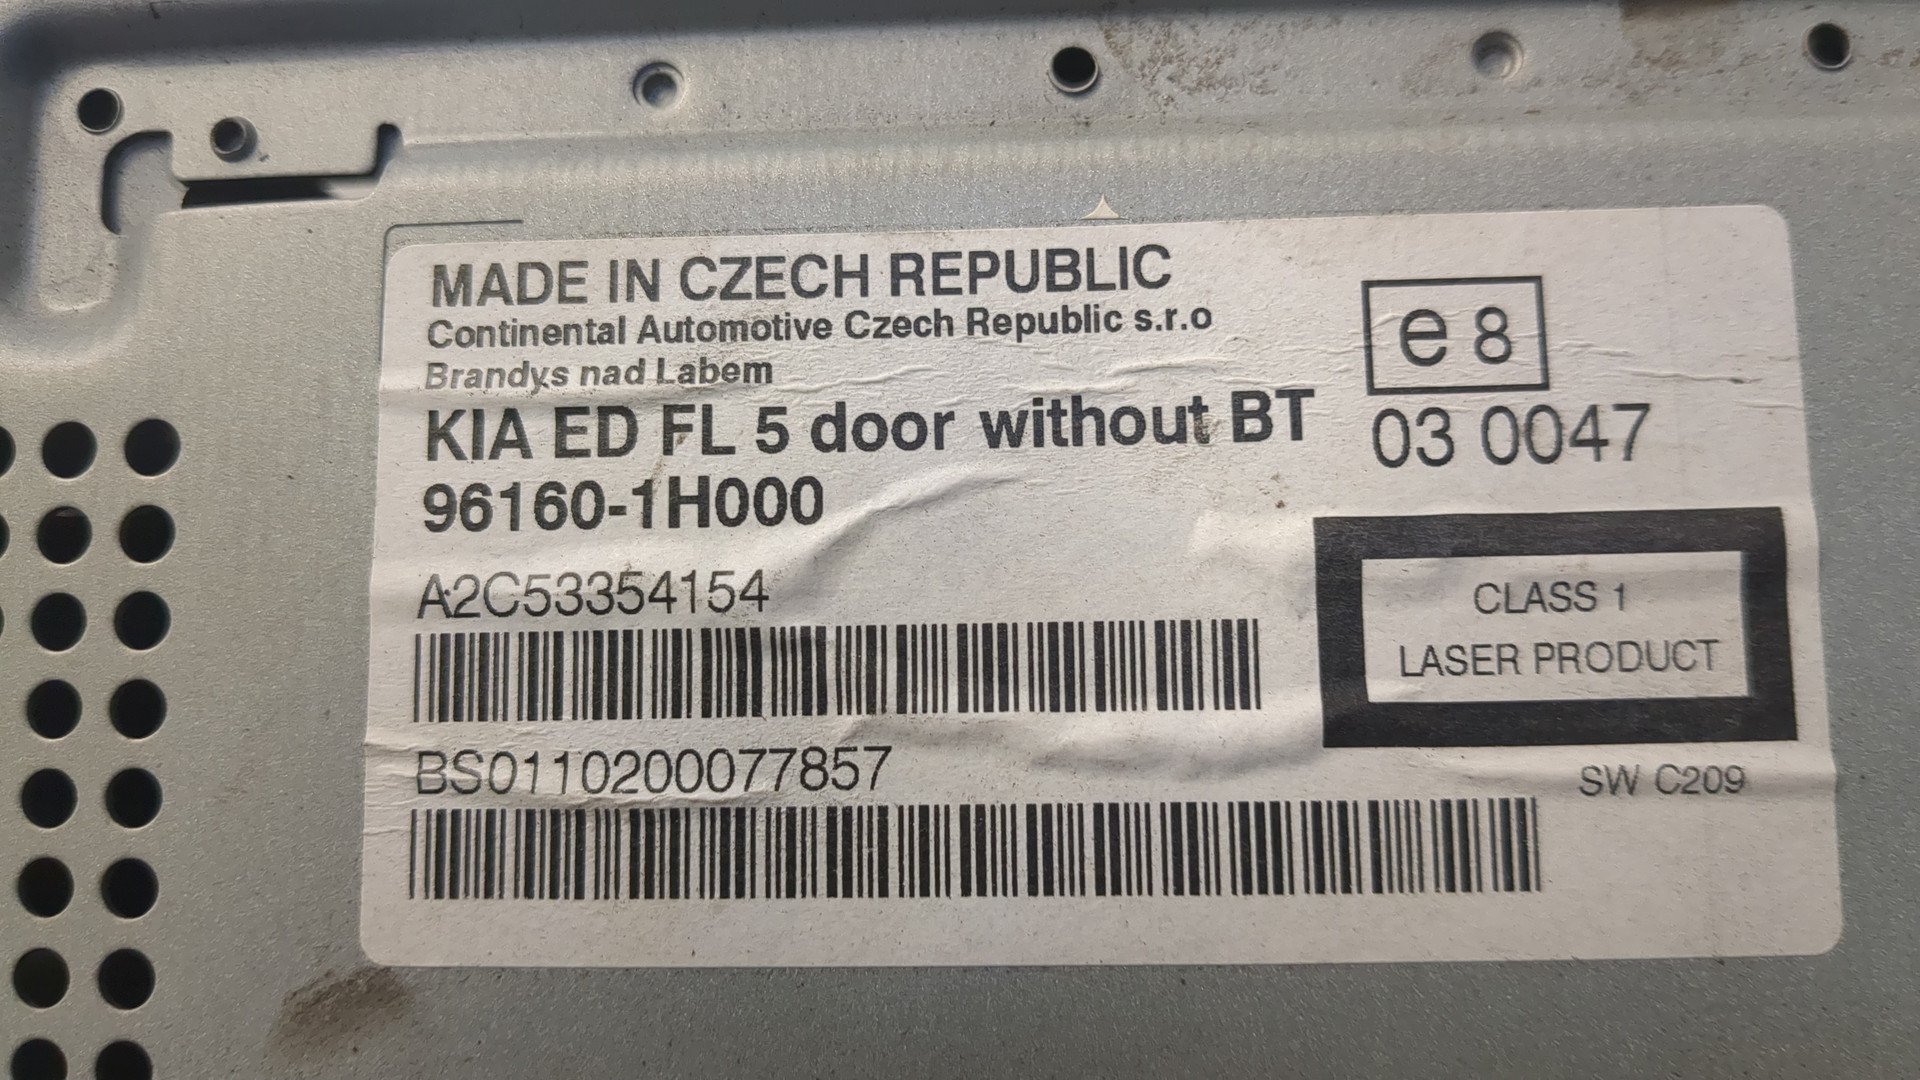 MADE IN CZECH REPUBLIC
Continental Automotive Czech Republic s.r.o
Brandys nad Labem
KIA ED FL 5 door without BT
96160-1H000
e8
03 0047
A2C53354154
CLASS 1
LASER PRODUCT
BS0110200077857
SW C209